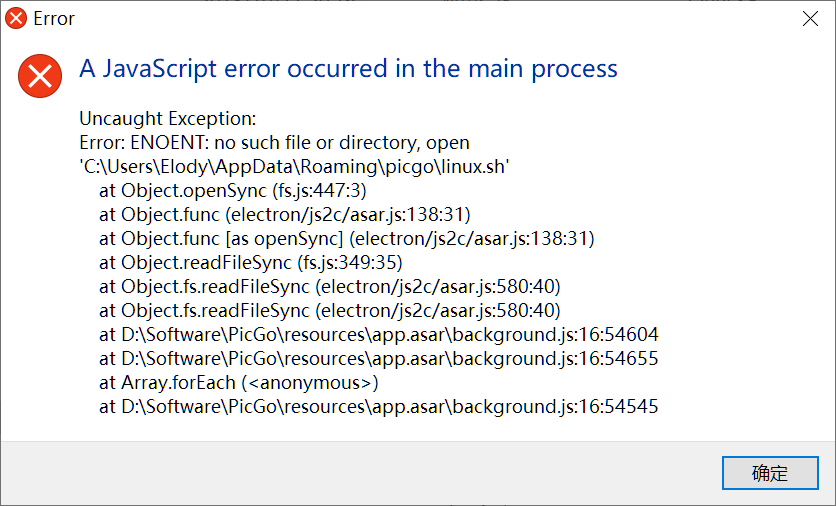 Error
A JavaScript error occurred in the main process
Uncaught Exception:
Error: ENOENT: no such file or directory, open
'C:\Users\Elody\AppData\Roaming\picgo\linux.sh'
at Object.openSync (fs.js:447:3)
at Object.func (electron/js2c/asar.js:138:31)
at Object.func [as openSync] (electron/js2c/asar.js:138:31)
at Object.readFileSync (fs.js:349:35)
at Object.fs.readFileSync (electron/js2c/asar.js:580:40)
at Object.fs.readFileSync (electron/js2c/asar.js:580:40)
at D:\Software\PicGo\resources\app.asar\background.js:16:54604
at D:\Software\PicGo\resources\app.asar\background.js:16:54655
at Array.forEach (<anonymous>)
at D:\Software\PicGo\resources\app.asar\background.js:16:54545
确定